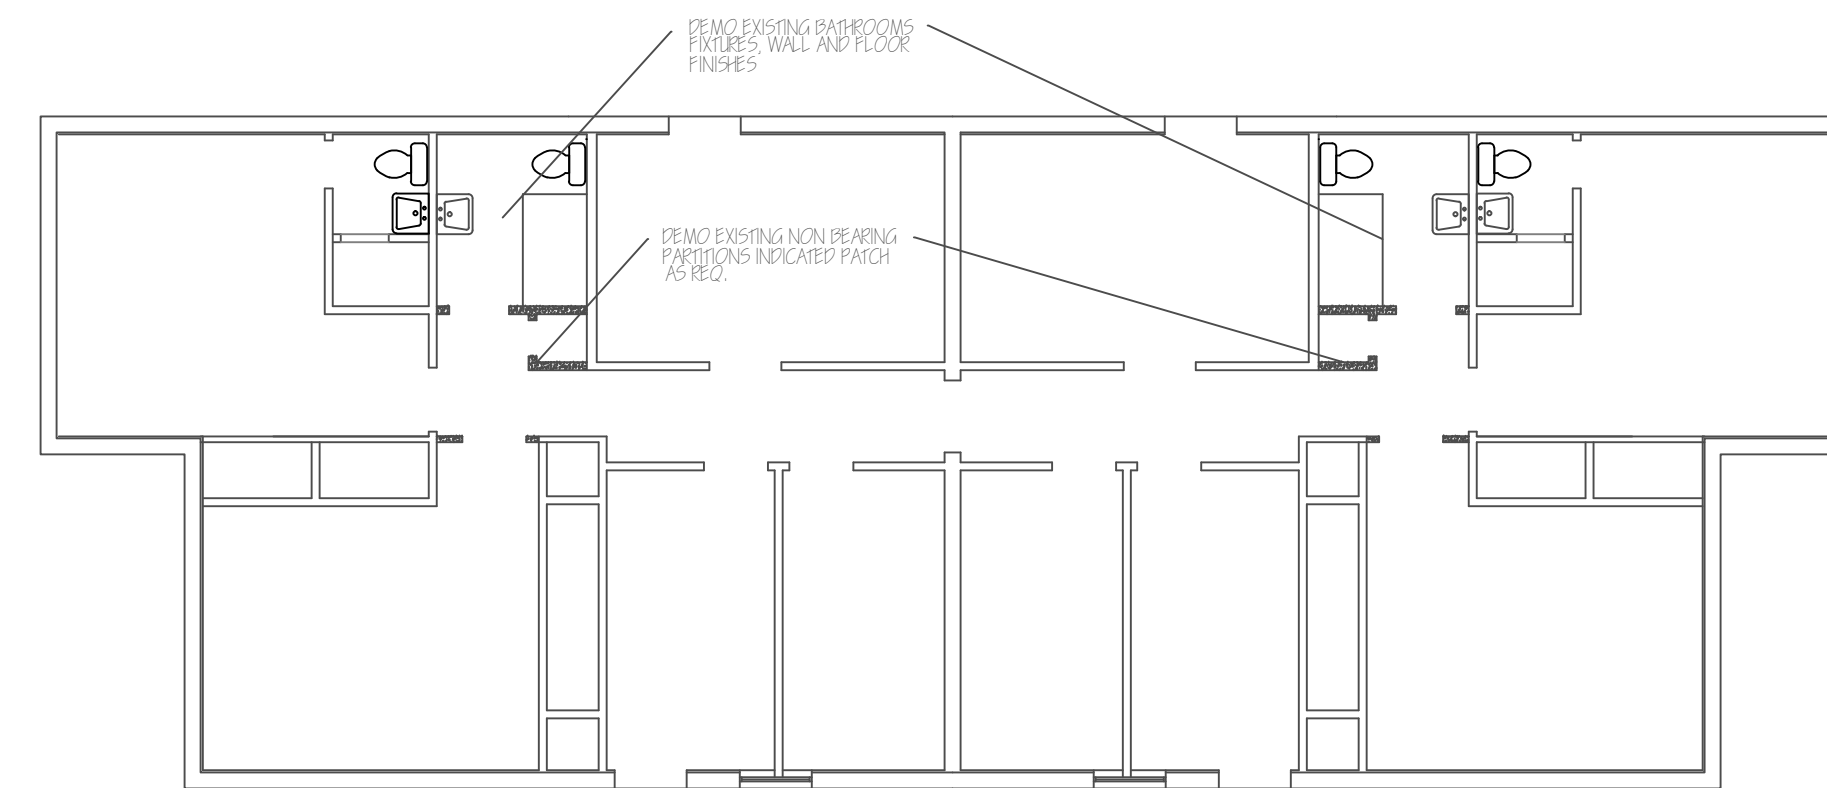 DEMO EXISTING BATHROOMS
FIXTURES, WALL AND FLOOR
FINISHES
DEMO EXISTING NON BEARING
PARTITIONS INDICATED PATCH
AS REQ.